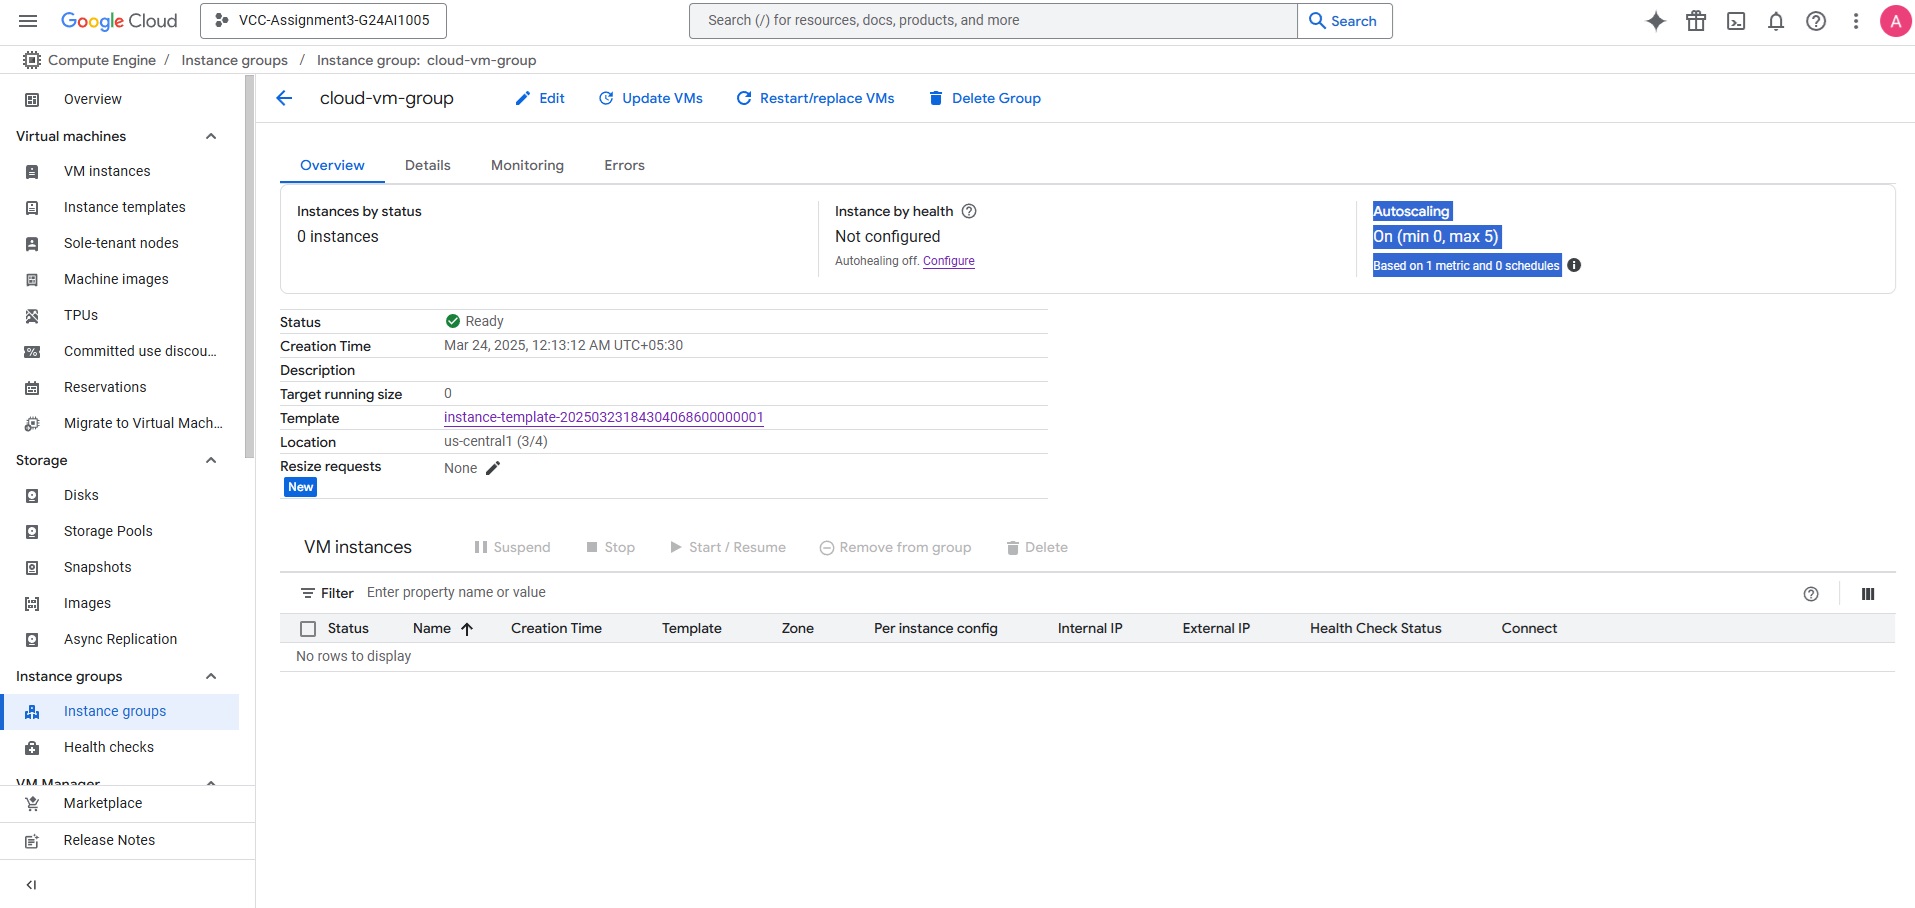 Google Cloud
VCC-Assignment3-G24AI1005
Search (/) for resources, docs, products, and more
Search
A
Compute Engine / Instance groups / Instance group: cloud-vm-group
Overview
Virtual machines
VM instances
Instance templates
Sole-tenant nodes
Machine images
TPUs
Committed use discou...
Reservations
Migrate to Virtual Mach...
Storage
Disks
Storage Pools
Snapshots
Images
Async Replication
Instance groups
Instance groups
Health checks
VM Manager
Marketplace
Release Notes
cloud-vm-group
Edit
Update VMs
Restart/replace VMs
Delete Group
Overview
Details
Monitoring
Errors
Instances by status
0 instances
Instance by health
Not configured
Autohealing off. Configure
Autoscaling
On (min 0, max 5)
Based on 1 metric and 0 schedules
Status Ready
Creation Time Mar 24, 2025, 12:13:12 AM UTC+05:30
Description
Target running size 0
Template instance-template-20250323184304068600000001
Location us-central1 (3/4)
Resize requests None
New
VM instances
Suspend
Stop
Start / Resume
Remove from group
Delete
Filter Enter property name or value
Status Name Creation Time Template Zone Per instance config Internal IP External IP Health Check Status Connect
No rows to display